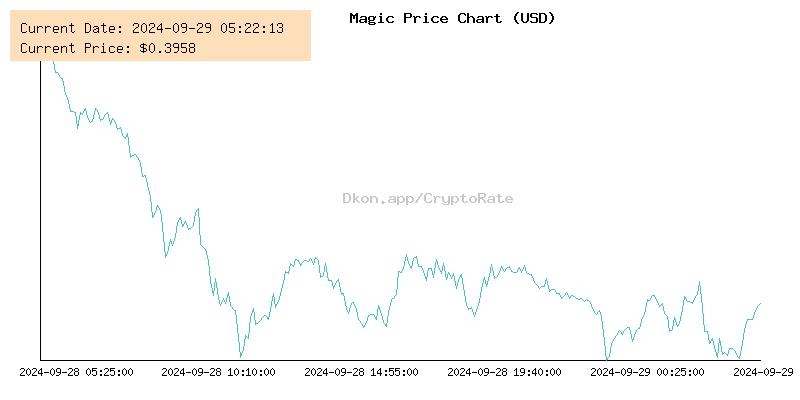 Magic Price Chart (USD)
Current Date: 2024-09-29 05:22:13
Current Price: $0.3958
Dkon.app/CryptoRate
2024-09-28 05:25:00 2024-09-28 10:10:00 2024-09-28 14:55:00 2024-09-28 19:40:00 2024-09-29 00:25:00 2024-09-29